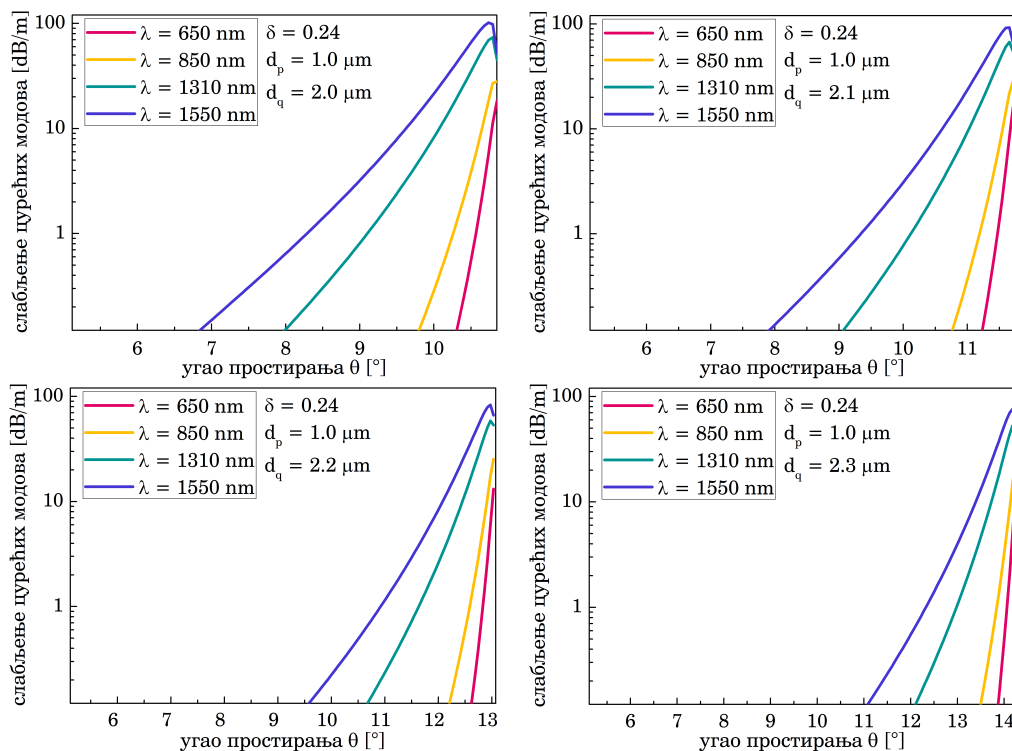 слабљење цурећих модова [dB/m]
100
10
1
λ = 650 nm
λ = 850 nm
λ = 1310 nm
λ = 1550 nm
δ = 0.24
d_p = 1.0 μm
d_q = 2.0 μm
6 7 8 9 10
угао простирања θ [°]
слабљење цурећих модова [dB/m]
100
10
1
λ = 650 nm
λ = 850 nm
λ = 1310 nm
λ = 1550 nm
δ = 0.24
d_p = 1.0 μm
d_q = 2.1 μm
6 7 8 9 10 11
угао простирања θ [°]
слабљење цурећих модова [dB/m]
100
10
1
λ = 650 nm
λ = 850 nm
λ = 1310 nm
λ = 1550 nm
δ = 0.24
d_p = 1.0 μm
d_q = 2.2 μm
6 7 8 9 10 11 12 13
угао простирања θ [°]
слабљење цурећих модова [dB/m]
100
10
1
λ = 650 nm
λ = 850 nm
λ = 1310 nm
λ = 1550 nm
δ = 0.24
d_p = 1.0 μm
d_q = 2.3 μm
6 7 8 9 10 11 12 13 14
угао простирања θ [°]